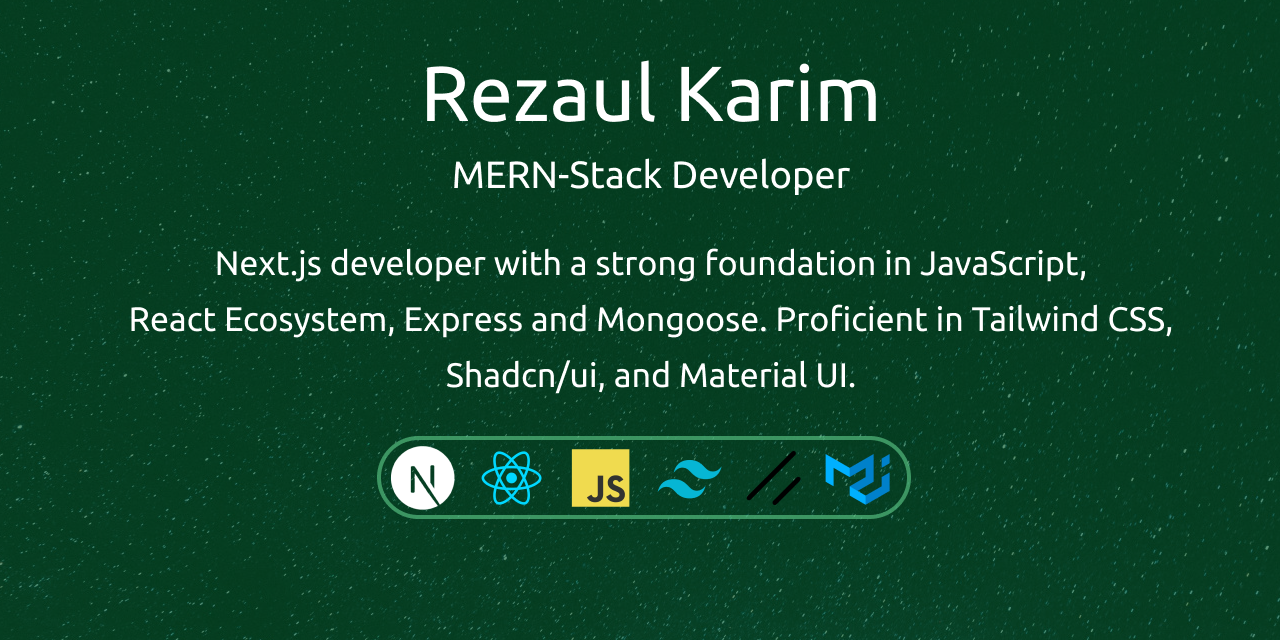 Rezaul Karim
MERN-Stack Developer
Next.js developer with a strong foundation in JavaScript,
React Ecosystem, Express and Mongoose. Proficient in Tailwind CSS,
Shadcn/ui, and Material UI.
N JS